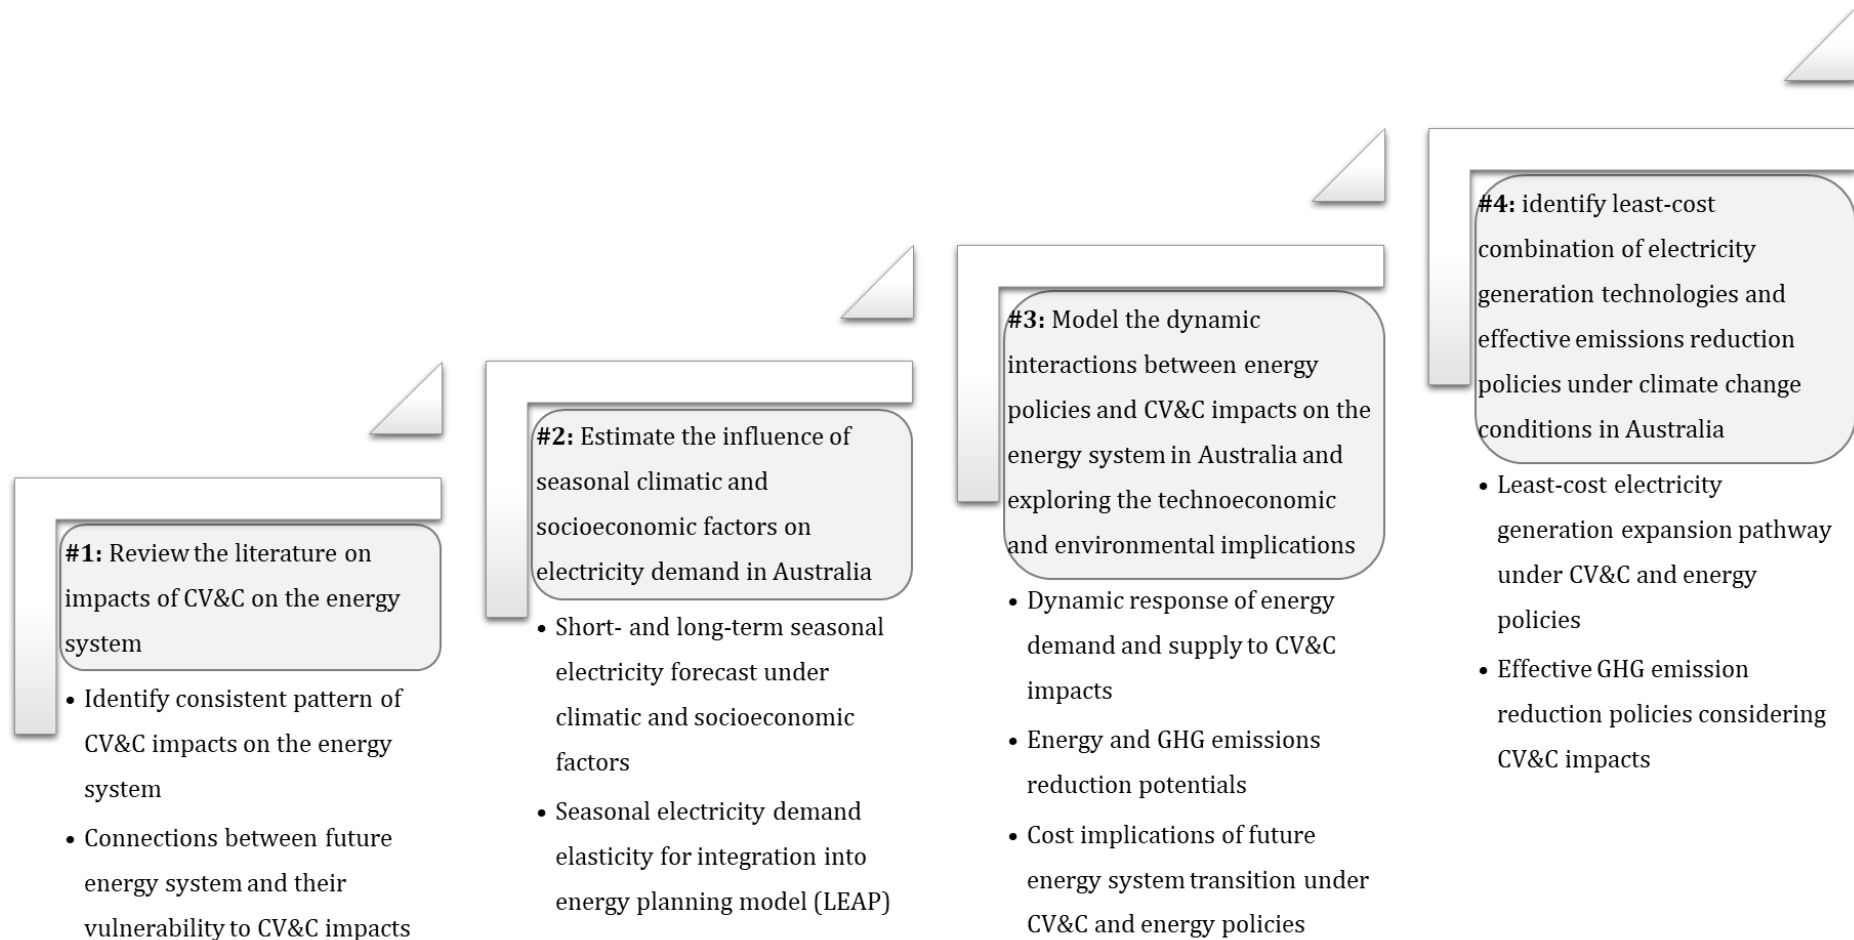 #1: Review the literature on
impacts of CV&C on the energy
system
• Identify consistent pattern of
CV&C impacts on the energy
system
• Connections between future
energy system and their
vulnerability to CV&C impacts
#2: Estimate the influence of
seasonal climatic and
socioeconomic factors on
electricity demand in Australia
• Short- and long-term seasonal
electricity forecast under
climatic and socioeconomic
factors
• Seasonal electricity demand
elasticity for integration into
energy planning model (LEAP)
#3: Model the dynamic
interactions between energy
policies and CV&C impacts on the
energy system in Australia and
exploring the technoeconomic
and environmental implications
• Dynamic response of energy
demand and supply to CV&C
impacts
• Energy and GHG emissions
reduction potentials
• Cost implications of future
energy system transition under
CV&C and energy policies
#4: identify least-cost
combination of electricity
generation technologies and
effective emissions reduction
policies under climate change
conditions in Australia
• Least-cost electricity
generation expansion pathway
under CV&C and energy
policies
• Effective GHG emission
reduction policies considering
CV&C impacts